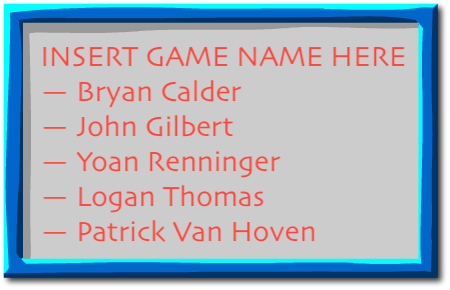 INSERT GAME NAME HERE
— Bryan Calder
— John Gilbert
— Yoan Renninger
— Logan Thomas
— Patrick Van Hoven